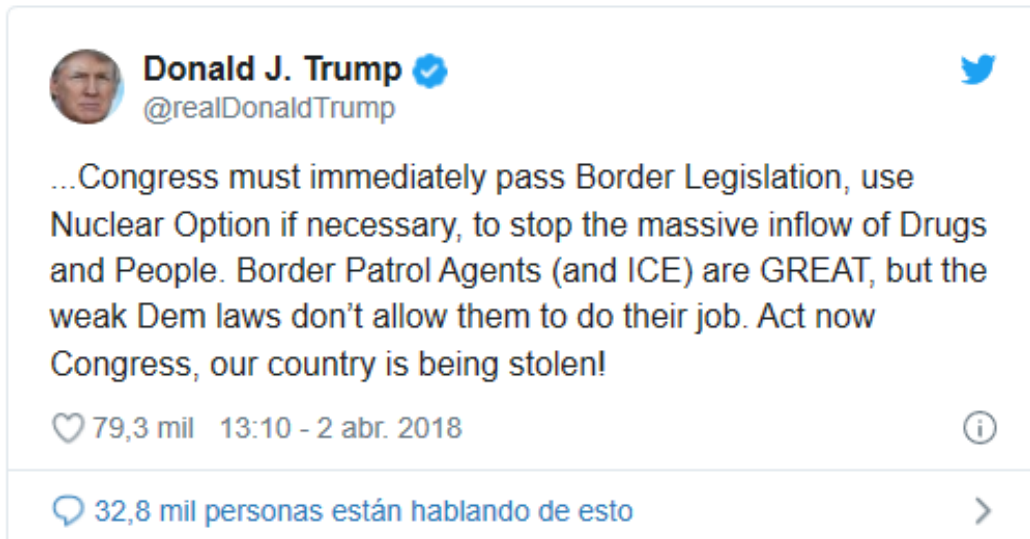 Donald J. Trump
@realDonaldTrump
...Congress must immediately pass Border Legislation, use
Nuclear Option if necessary, to stop the massive inflow of Drugs
and People. Border Patrol Agents (and ICE) are GREAT, but the
weak Dem laws don’t allow them to do their job. Act now
Congress, our country is being stolen!
79,3 mil 13:10 - 2 abr. 2018
32,8 mil personas están hablando de esto